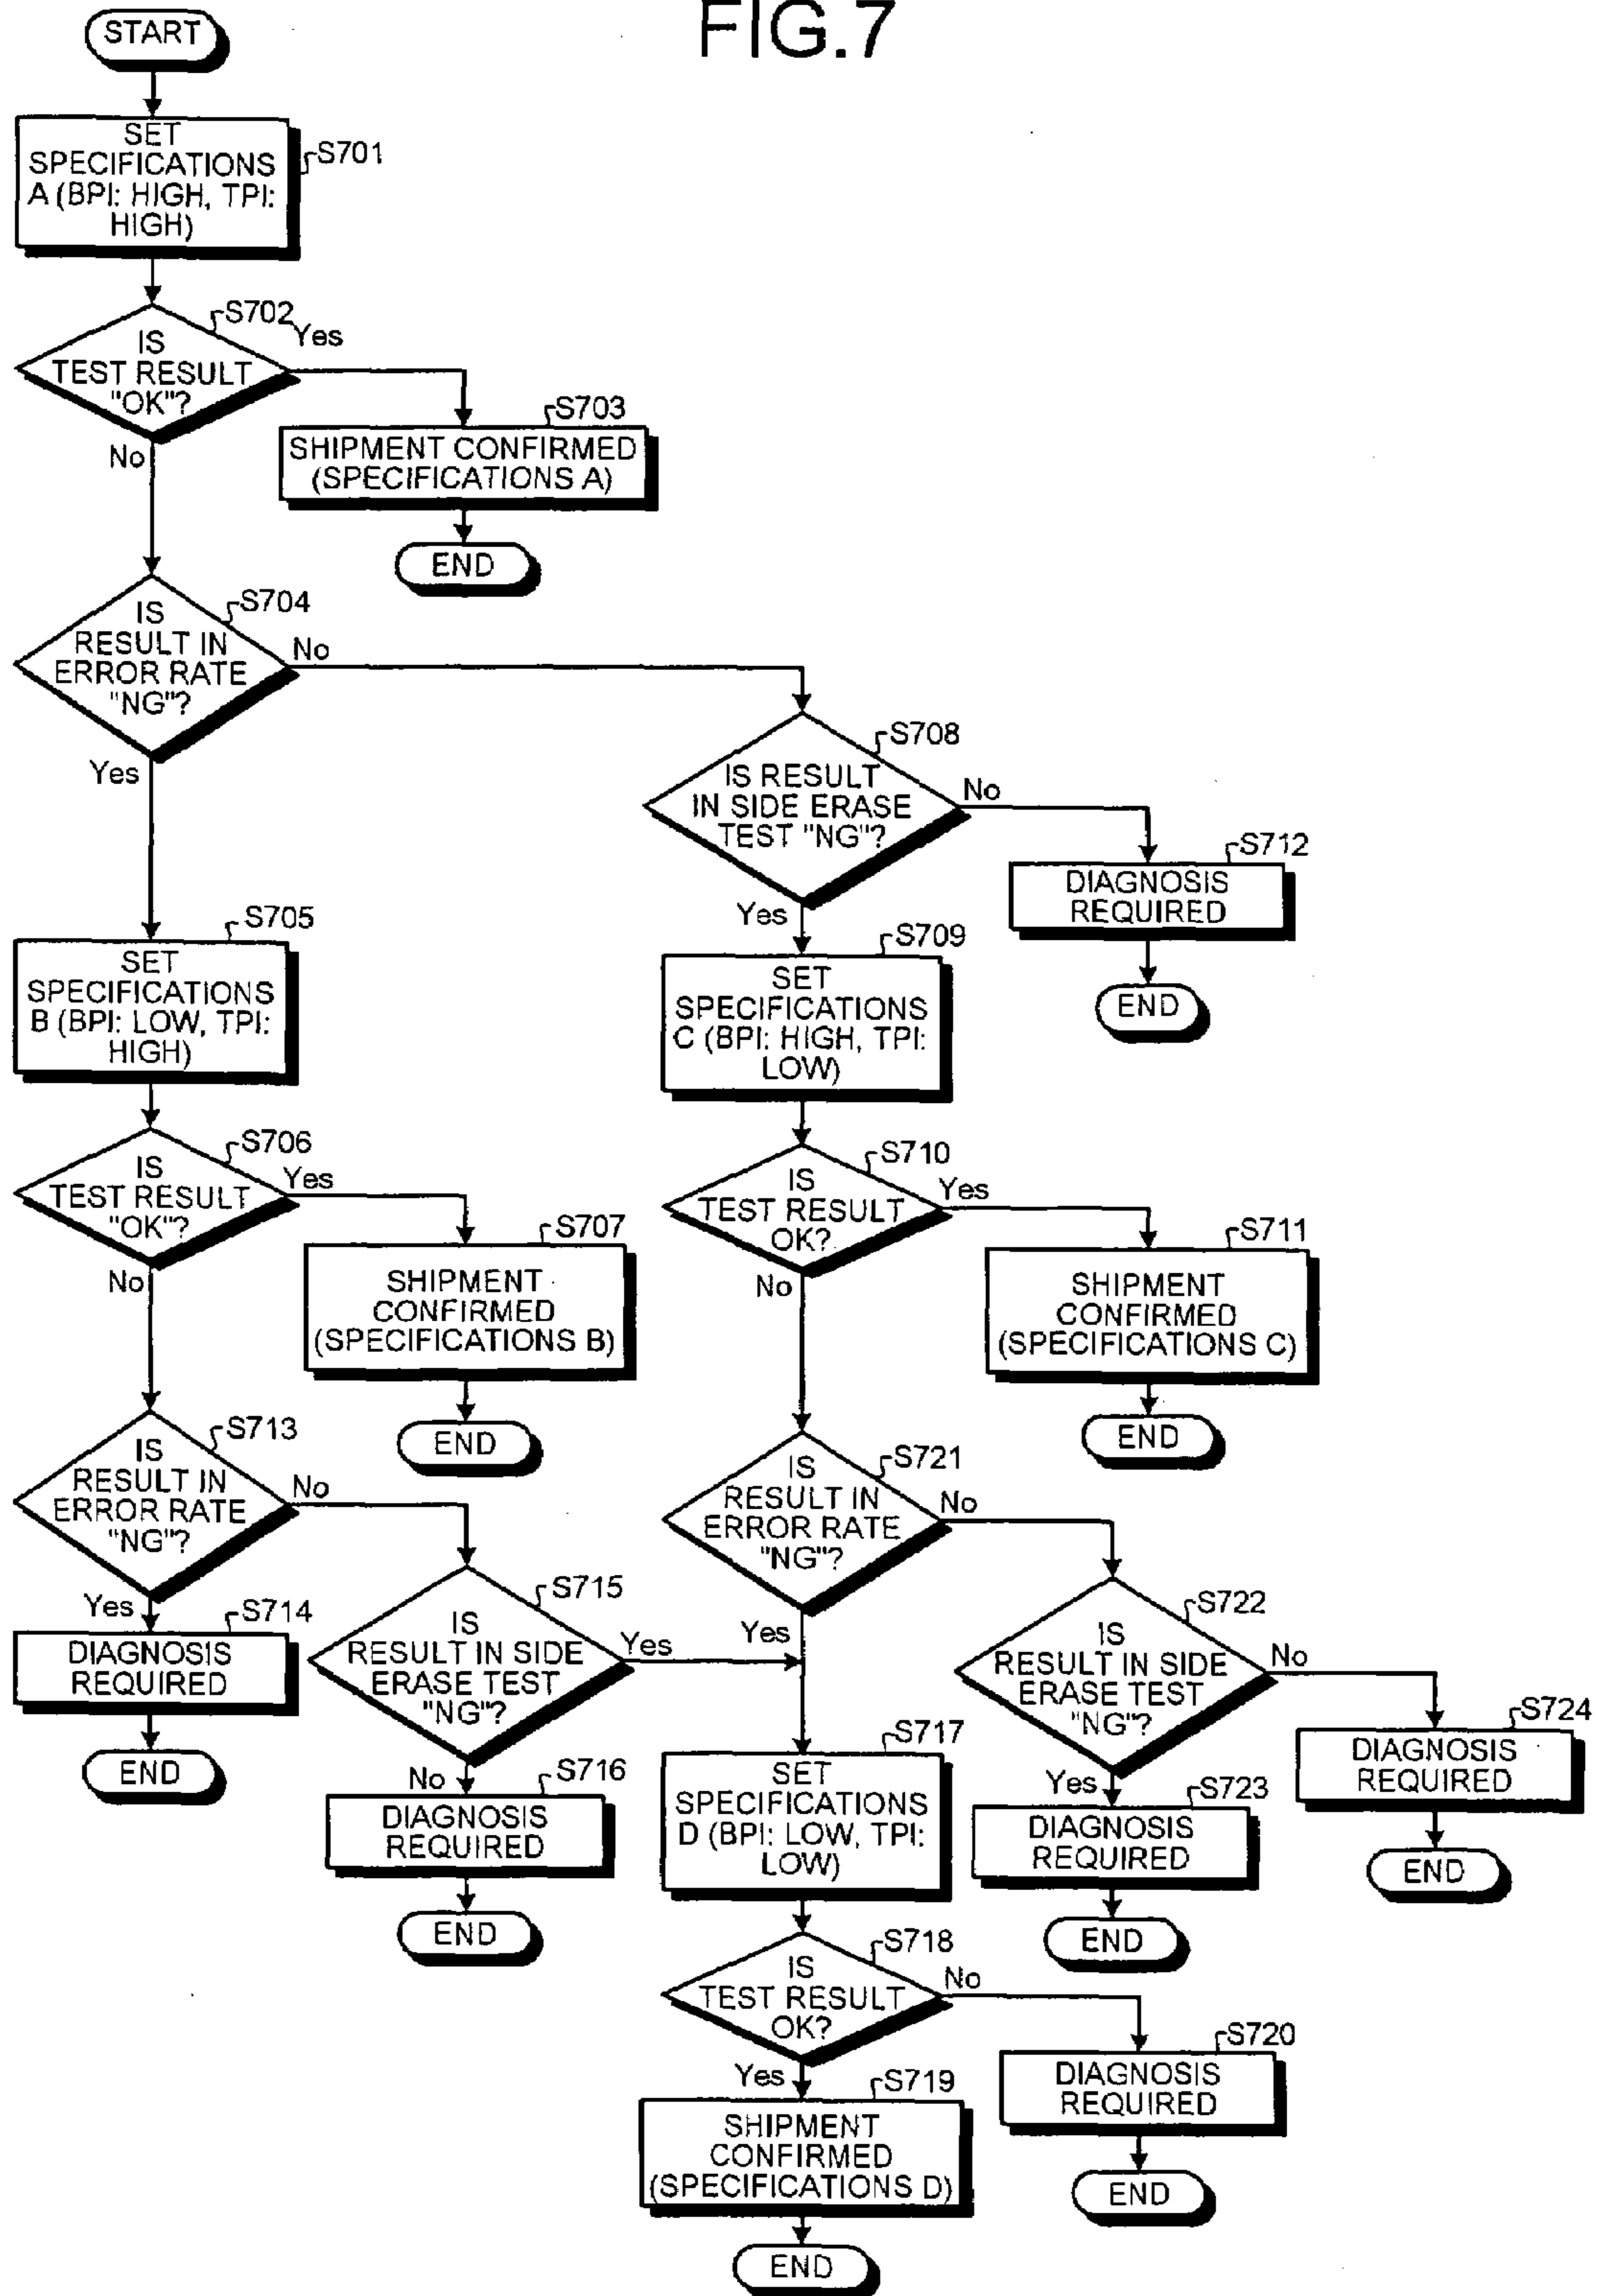 FIG.7
START
SET
SPECIFICATIONS
A (BPI: HIGH, TPI:
HIGH)
S701
S702
IS
TEST RESULT
"OK"?
Yes
No
S703
SHIPMENT CONFIRMED
(SPECIFICATIONS A)
END
S704
IS
RESULT IN
ERROR RATE
"NG"?
No
Yes
S708
IS RESULT
IN SIDE ERASE
TEST "NG"?
No
Yes
S712
DIAGNOSIS
REQUIRED
END
S705
SET
SPECIFICATIONS
B (BPI: LOW, TPI:
HIGH)
S709
SET
SPECIFICATIONS
C (BPI: HIGH, TPI:
LOW)
S706
IS
TEST RESULT
"OK"?
Yes
No
S707
SHIPMENT
CONFIRMED
(SPECIFICATIONS B)
END
S710
IS
TEST RESULT
OK?
Yes
No
S711
SHIPMENT
CONFIRMED
(SPECIFICATIONS C)
END
S713
IS
RESULT IN
ERROR RATE
"NG"?
No
Yes
S714
DIAGNOSIS
REQUIRED
END
S715
IS
RESULT IN SIDE
ERASE TEST
"NG"?
Yes
No
S716
DIAGNOSIS
REQUIRED
END
S721
IS
RESULT IN
ERROR RATE
"NG"?
No
Yes
S722
IS
RESULT IN SIDE
ERASE TEST
"NG"?
No
Yes
S723
DIAGNOSIS
REQUIRED
END
S724
DIAGNOSIS
REQUIRED
END
S717
SET
SPECIFICATIONS
D (BPI: LOW, TPI:
LOW)
S718
IS
TEST RESULT
OK?
No
Yes
S720
DIAGNOSIS
REQUIRED
END
S719
SHIPMENT
CONFIRMED
(SPECIFICATIONS D)
END